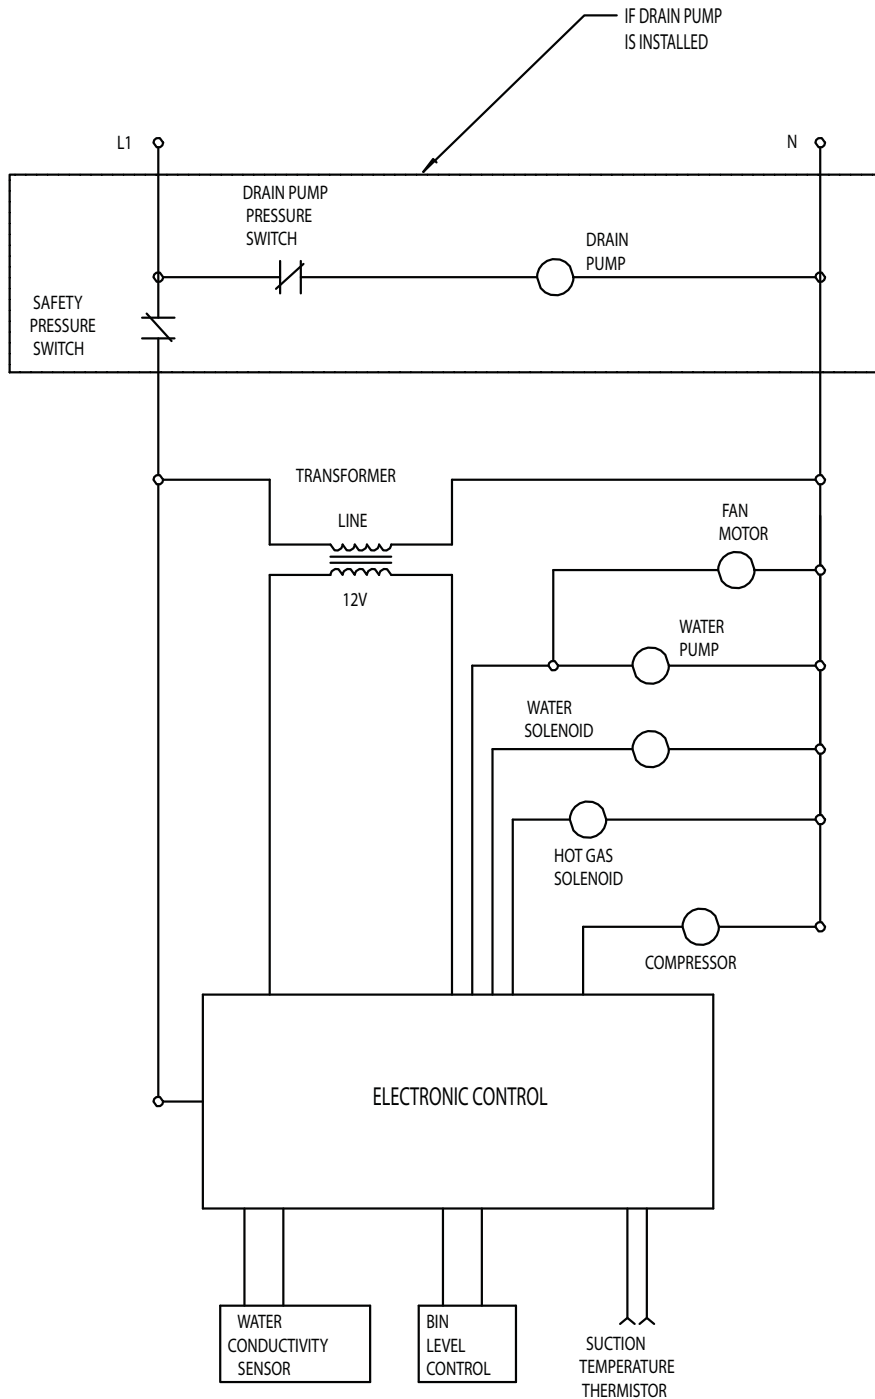 IF DRAIN PUMP
IS INSTALLED
L1
N
DRAIN PUMP
PRESSURE
SWITCH
DRAIN
PUMP
SAFETY
PRESSURE
SWITCH
TRANSFORMER
LINE
12V
FAN
MOTOR
WATER
PUMP
WATER
SOLENOID
HOT GAS
SOLENOID
COMPRESSOR
ELECTRONIC CONTROL
WATER
CONDUCTIVITY
SENSOR
BIN
LEVEL
CONTROL
SUCTION
TEMPERATURE
THERMISTOR